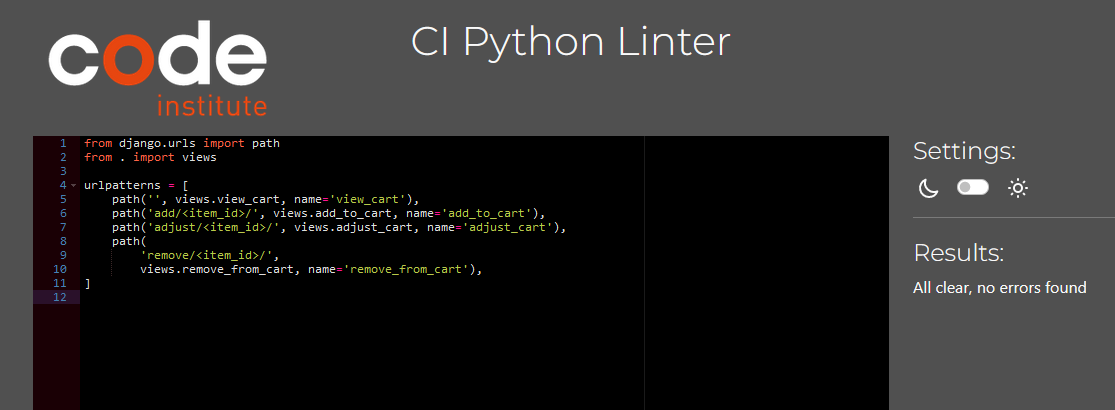 code
institute
CI Python Linter
1 from django.urls import path
2 from . import views
3
4 urlpatterns = [
5     path('', views.view_cart, name='view_cart'),
6     path('add/<item_id>/', views.add_to_cart, name='add_to_cart'),
7     path('adjust/<item_id>/', views.adjust_cart, name='adjust_cart'),
8     path(
9         'remove/<item_id>/',
10         views.remove_from_cart, name='remove_from_cart'),
11 ]
12
Settings:
Results:
All clear, no errors found